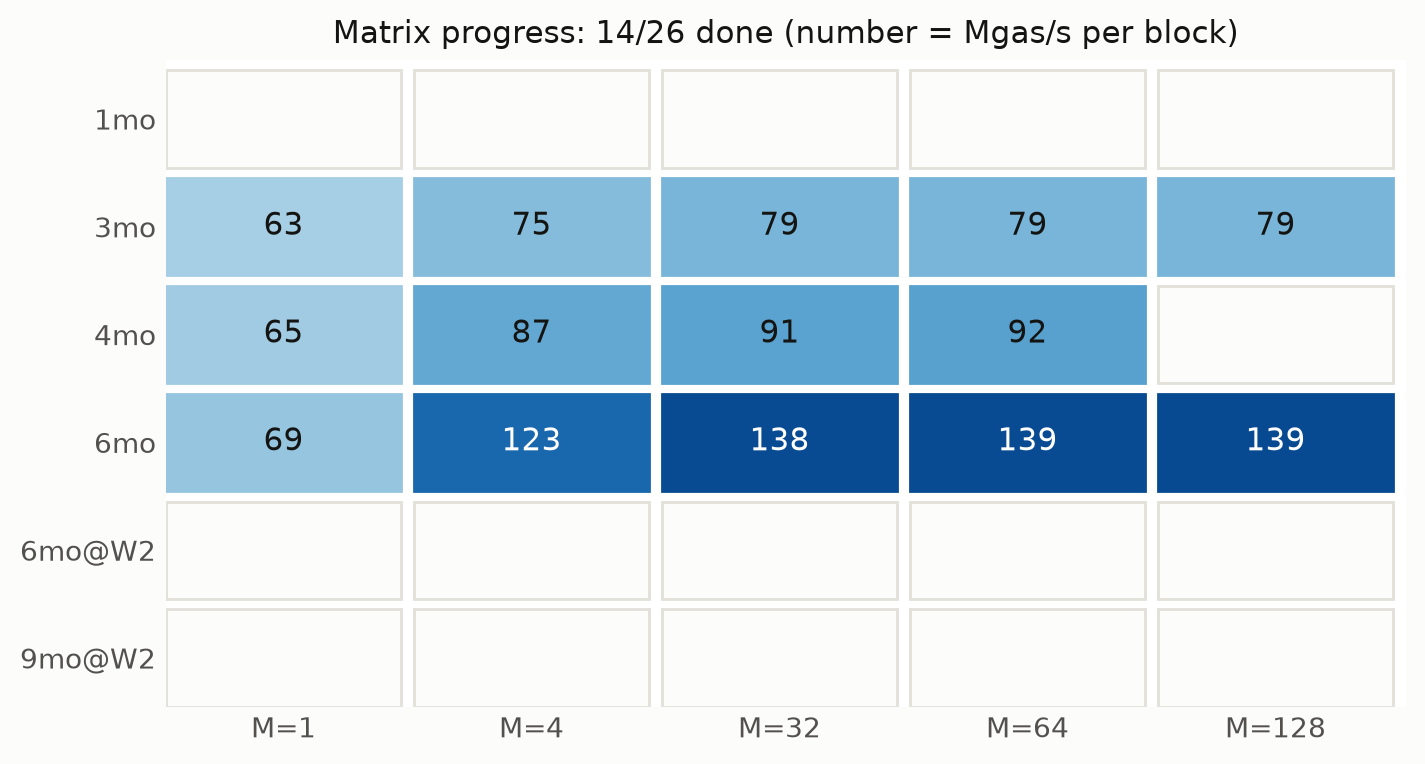 Matrix progress: 14/26 done (number = Mgas/s per block)
1mo
3mo 63 75 79 79 79
4mo 65 87 91 92
6mo 69 123 138 139 139
6mo@W2
9mo@W2
M=1 M=4 M=32 M=64 M=128